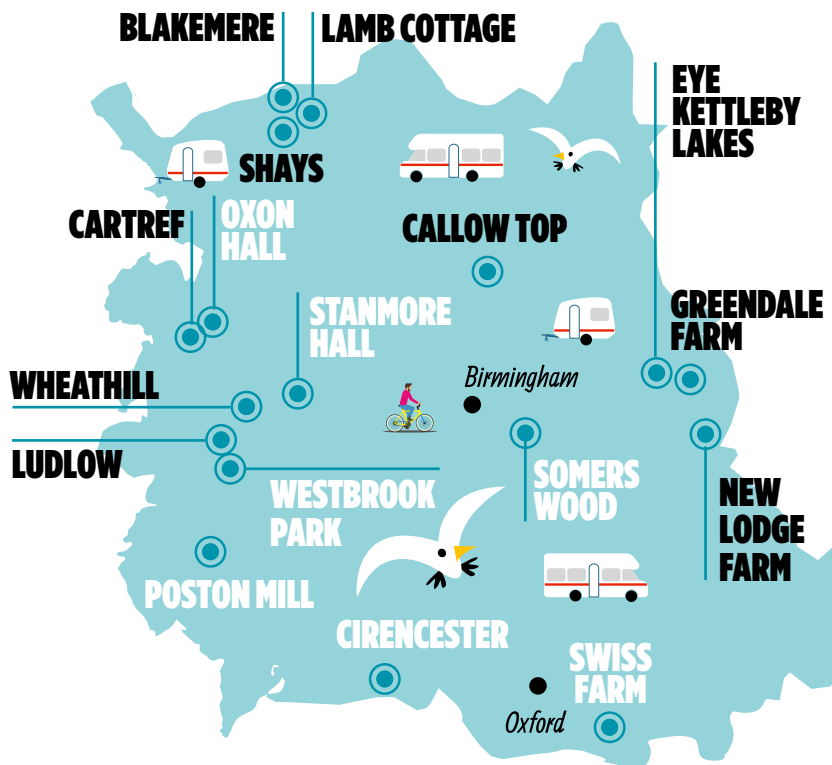 BLAKEMERE
LAMB COTTAGE
EYE
KETTLEBY
LAKES
SHAYS
CARTREF
OXON
HALL
CALLOW TOP
STANMORE
HALL
GREENDALE
FARM
WHEATHILL
Birmingham
LUDLOW
WESTBROOK
PARK
SOMERS
WOOD
NEW
LODGE
FARM
POSTON MILL
CIRENCESTER
SWISS
FARM
Oxford